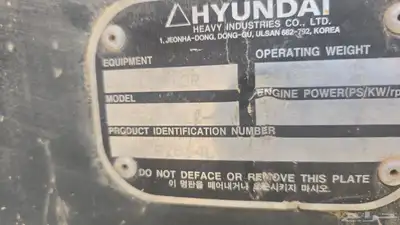 HYUNDAI
HEAVY INDUSTRIES CO., LTD.
1, JEONHA-DONG, DONG-GU, ULSAN 682-792, KOREA
EQUIPMENT OPERATING WEIGHT
MODEL ENGINE POWER(PS/KW/rp
PRODUCT IDENTIFICATION NUMBER
DO NOT DEFACE OR REMOVE THIS PLATE
이 명판을 떼어내거나 손상시키지 마시오.